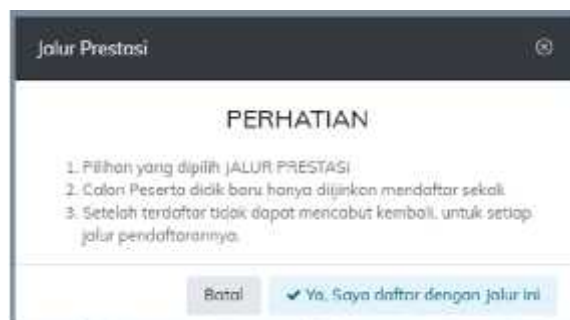 Jalur Prestasi
PERHATIAN
1. Pilihan yang dipilih JALUR PRESTASI
2. Calon Peserta didik baru hanya diijinkan mendaftar sekali
3. Setelah terdaftar tidak dapat mencabut kembali, untuk setiap
jalur pendaftarannya.
Batal
✔ Ya, Saya daftar dengan jalur ini